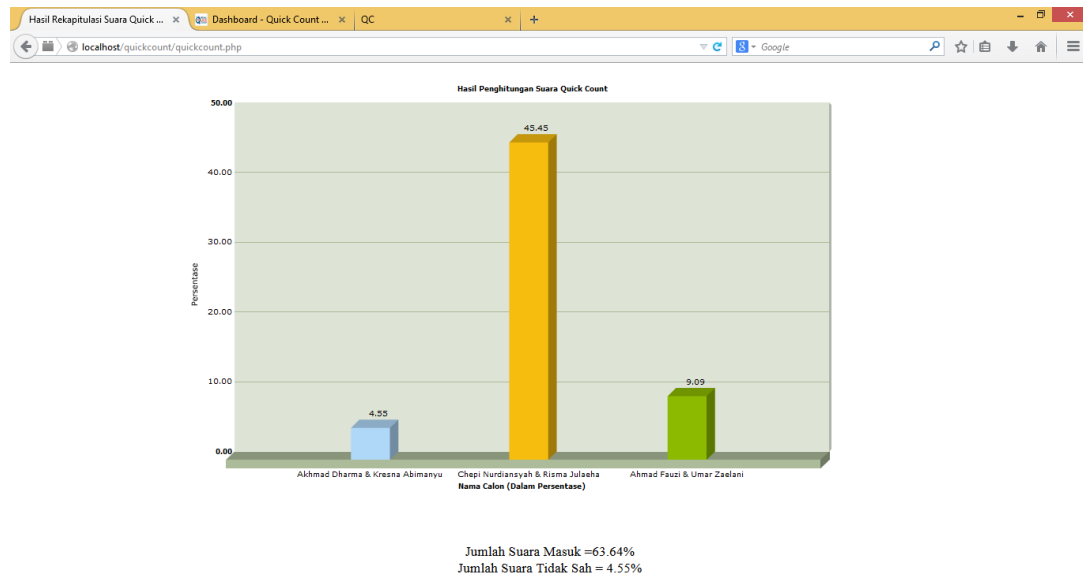 Hasil Rekapitulasi Suara Quick ... × Dashboard - Quick Count ... × QC × +
localhost/quickcount/quickcount.php Google
Hasil Penghitungan Suara Quick Count
50.00
45.45
40.00
30.00
Persentase
20.00
10.00
9.09
4.55
0.00
Akhmad Dharma & Kresna Abimanyu Chepi Nurdiansyah & Risma Julaeha Ahmad Fauzi & Umar Zaelani
Nama Calon (Dalam Persentase)
Jumlah Suara Masuk =63.64%
Jumlah Suara Tidak Sah = 4.55%